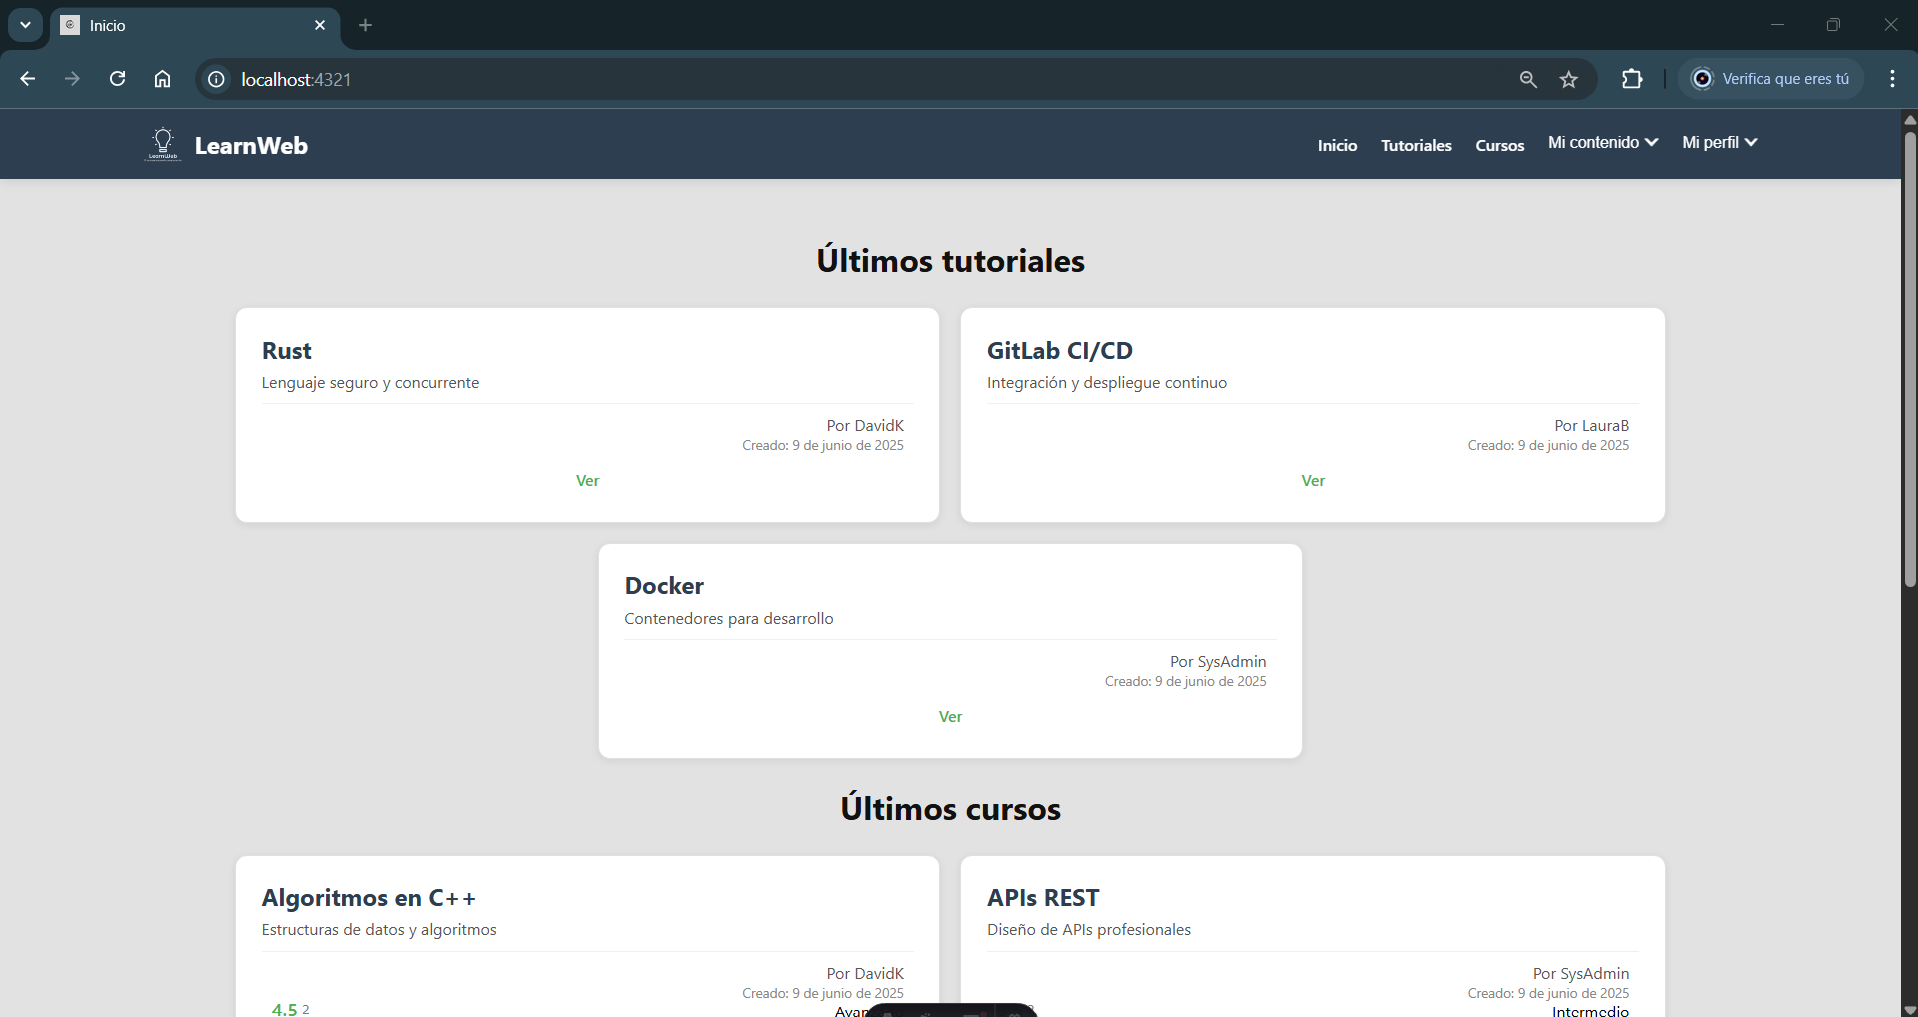 Inicio
localhost:4321
Verifica que eres tú
LearnWeb
LearnWeb
Inicio
Tutoriales
Cursos
Mi contenido
Mi perfil
Últimos tutoriales
Rust
Lenguaje seguro y concurrente
Por DavidK
Creado: 9 de junio de 2025
Ver
GitLab CI/CD
Integración y despliegue continuo
Por LauraB
Creado: 9 de junio de 2025
Ver
Docker
Contenedores para desarrollo
Por SysAdmin
Creado: 9 de junio de 2025
Ver
Últimos cursos
Algoritmos en C++
Estructuras de datos y algoritmos
Por DavidK
Creado: 9 de junio de 2025
4.5 2
APIs REST
Diseño de APIs profesionales
Por SysAdmin
Creado: 9 de junio de 2025
Intermedio